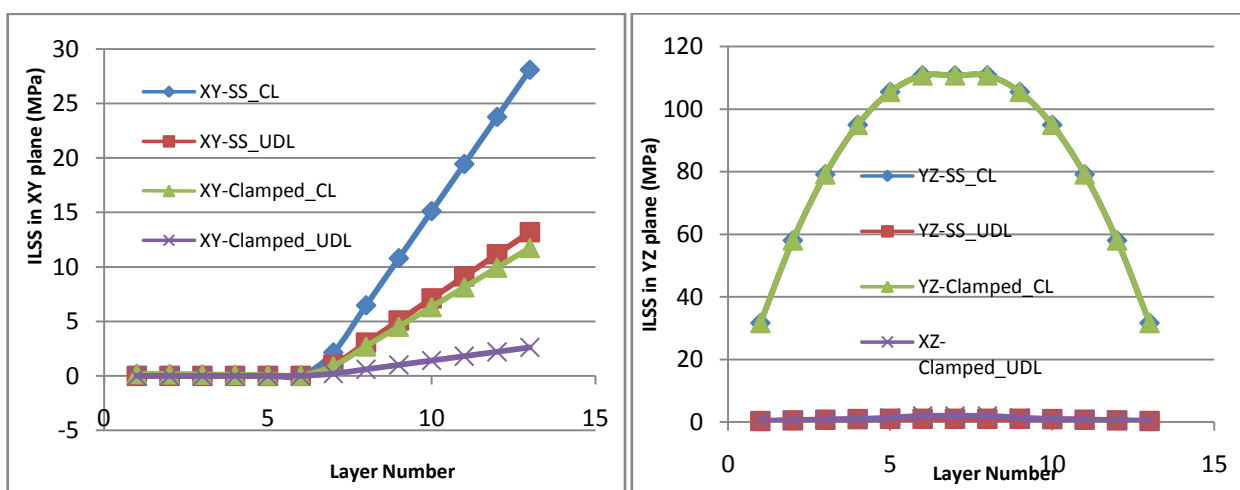 30
25
20
15
10
5
0
-5
ILSS in XY plane (MPa)
XY-SS_CL
XY-SS_UDL
XY-Clamped_CL
XY-Clamped_UDL
0 5 10 15
Layer Number
120
100
80
60
40
20
0
ILSS in YZ plane (MPa)
YZ-SS_CL
YZ-SS_UDL
YZ-Clamped_CL
XZ-
Clamped_UDL
0 5 10 15
Layer Number